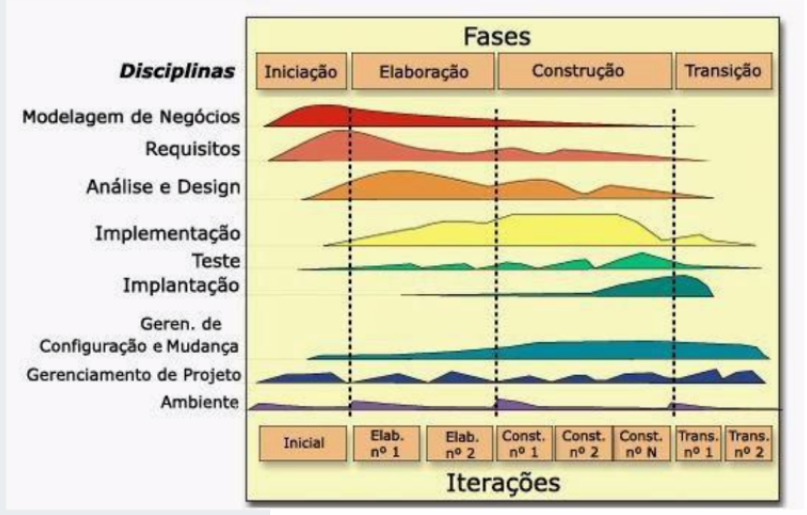 Fases
Disciplinas
Iniciação
Elaboração
Construção
Transição
Modelagem de Negócios
Requisitos
Análise e Design
Implementação
Teste
Implantação
Geren. de
Configuração e Mudança
Gerenciamento de Projeto
Ambiente
Inicial
Elab.
nº 1
Elab.
nº 2
Const.
nº 1
Const.
nº 2
Const.
nº N
Trans.
nº 1
Trans.
nº 2
Iterações